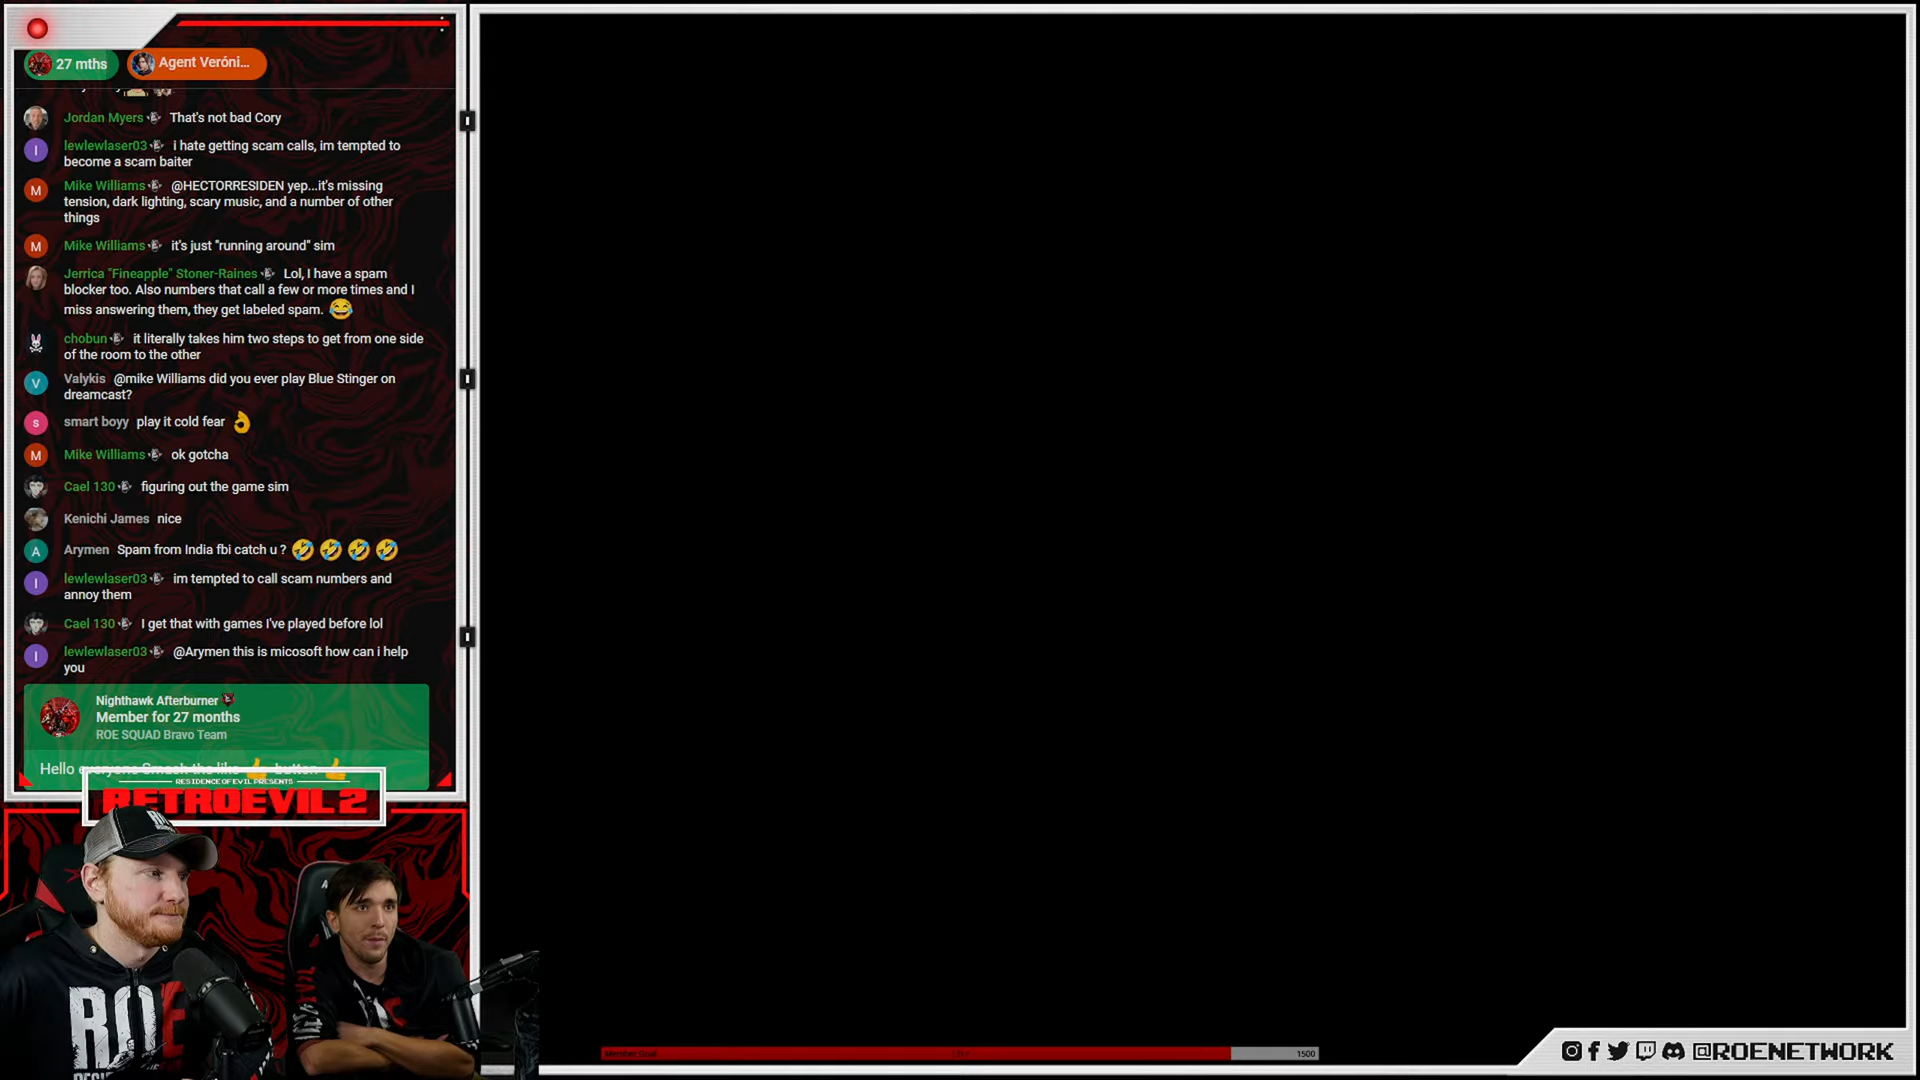 27 mths
Agent Veróni...
Jordan Myers That's not bad Cory
lewlewlaser03 i hate getting scam calls, im tempted to
become a scam baiter
Mike Williams @HECTORRESIDEN yep...it's missing
tension, dark lighting, scary music, and a number of other
things
Mike Williams it's just "running around" sim
Jerrica "Fineapple" Stoner-Raines Lol, I have a spam
blocker too. Also numbers that call a few or more times and I
miss answering them, they get labeled spam. 😂
chobun it literally takes him two steps to get from one side
of the room to the other
Valykis @mike Williams did you ever play Blue Stinger on
dreamcast?
smart boyy play it cold fear 👌
Mike Williams ok gotcha
Cael 130 figuring out the game sim
Kenichi James nice
Arymen Spam from India fbi catch u ? 🤣🤣🤣🤣
lewlewlaser03 im tempted to call scam numbers and
annoy them
Cael 130 I get that with games I've played before lol
lewlewlaser03 @Arymen this is micosoft how can i help
you
Nighthawk Afterburner
Member for 27 months
ROE SQUAD Bravo Team
Hello everyone Smash the like 👍 button 👍
RESIDENCE OF EVIL PRESENTS
RETROEVIL 2
ROE
Member Goal
1500
@ROENETWORK